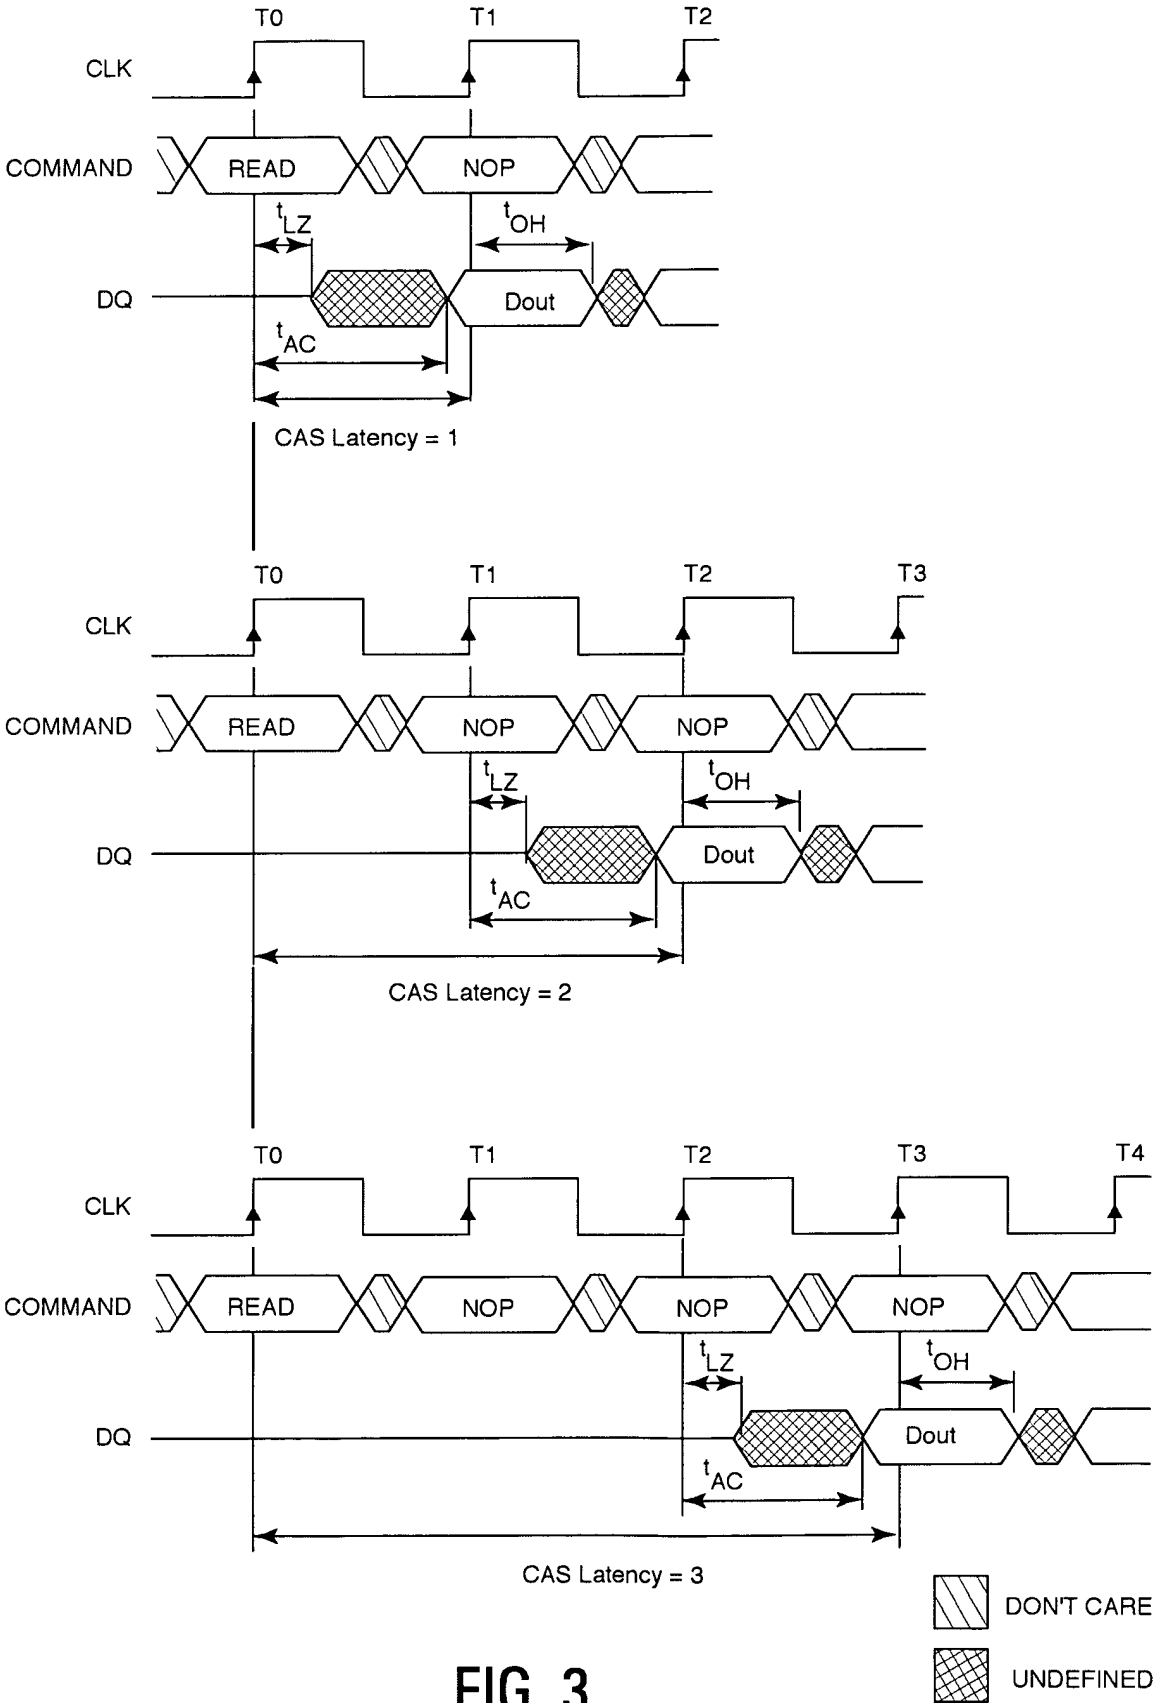 T0 T1 T2
CLK
COMMAND READ NOP
tLZ tOH
DQ Dout
tAC
CAS Latency = 1
T0 T1 T2 T3
CLK
COMMAND READ NOP NOP
tLZ tOH
DQ Dout
tAC
CAS Latency = 2
T0 T1 T2 T3 T4
CLK
COMMAND READ NOP NOP NOP
tLZ tOH
DQ Dout
tAC
CAS Latency = 3
DON'T CARE
UNDEFINED
FIG. 3